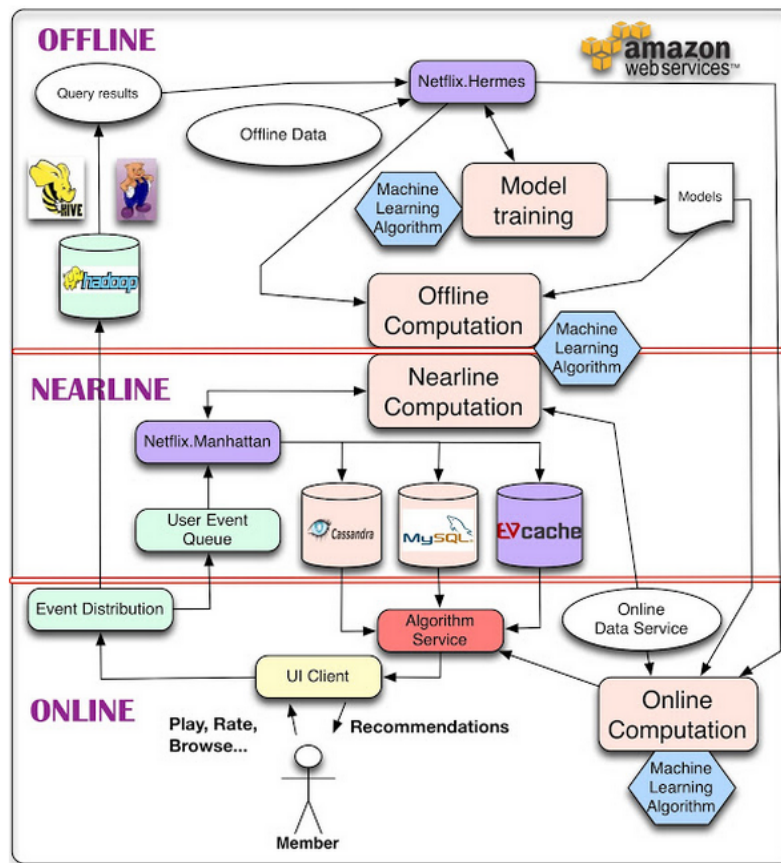 OFFLINE
amazon
webservices™
Query results
Netflix.Hermes
Offline Data
HIVE
Machine
Learning
Algorithm
Model
training
Models
hadoop
Offline
Computation
Machine
Learning
Algorithm
NEARLINE
Nearline
Computation
Netflix.Manhattan
User Event
Queue
Cassandra
MySQL®
EVcache
Event Distribution
Algorithm
Service
Online
Data Service
UI Client
ONLINE
Play, Rate,
Browse...
Recommendations
Online
Computation
Machine
Learning
Algorithm
Member